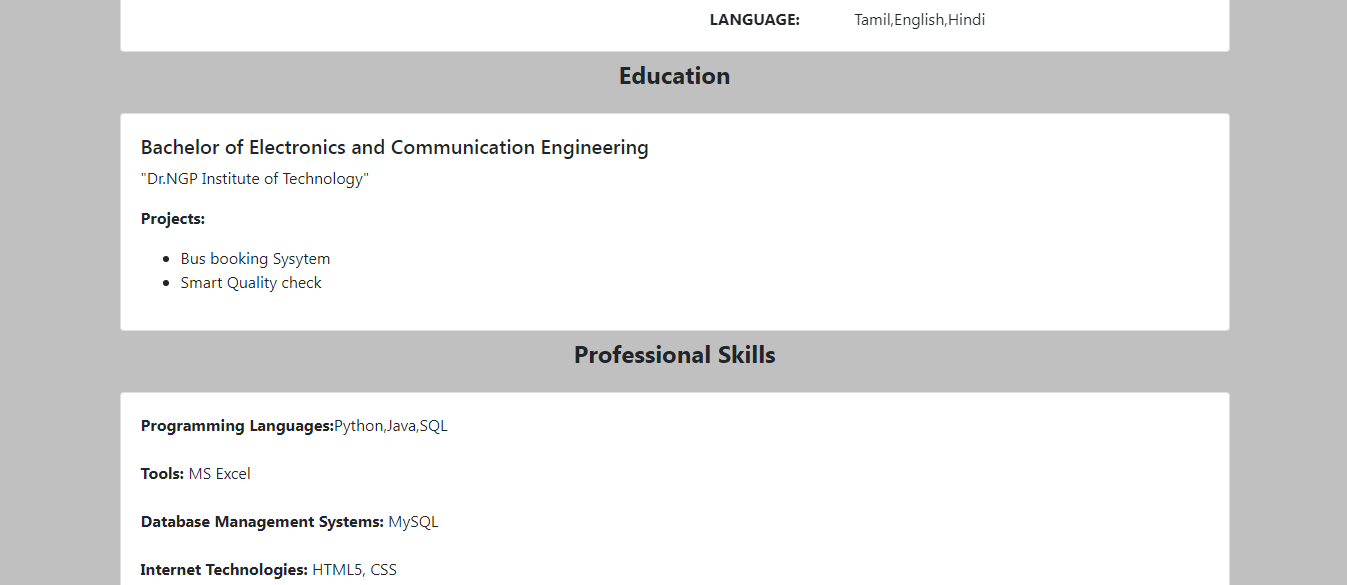 LANGUAGE: Tamil,English,Hindi
Education
Bachelor of Electronics and Communication Engineering
"Dr.NGP Institute of Technology"
Projects:
Bus booking Sysytem
Smart Quality check
Professional Skills
Programming Languages:Python,Java,SQL
Tools: MS Excel
Database Management Systems: MySQL
Internet Technologies: HTML5, CSS